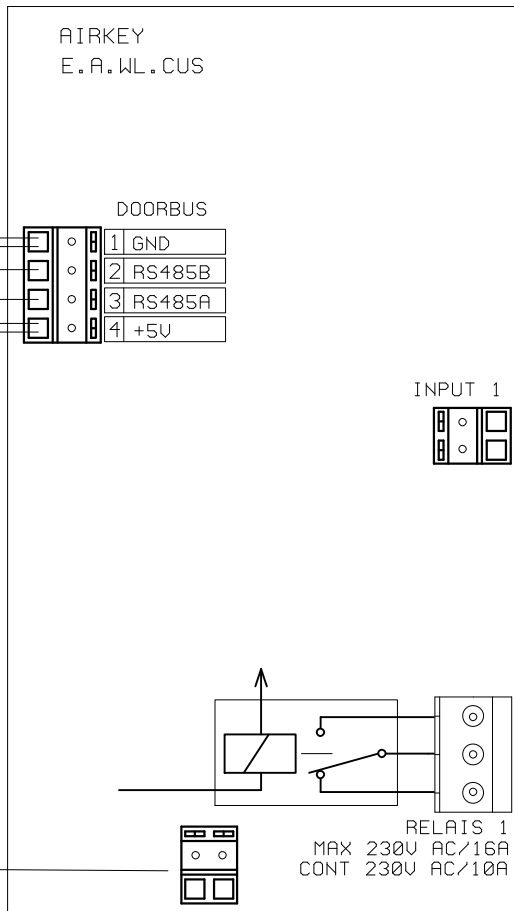 AIRKEY
E.A.WL.CUS
DOORBUS
1 GND
2 RS485B
3 RS485A
4 +5V
INPUT 1
RELAIS 1
MAX 230V AC/16A
CONT 230V AC/10A